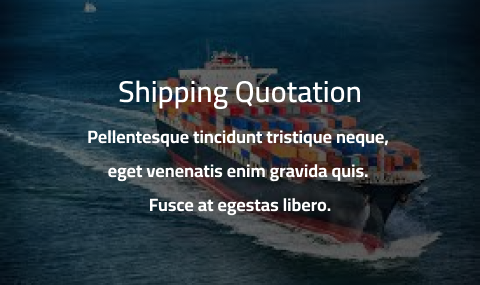 Shipping Quotation
Pellentesque tincidunt tristique neque,
eget venenatis enim gravida quis.
Fusce at egestas libero.